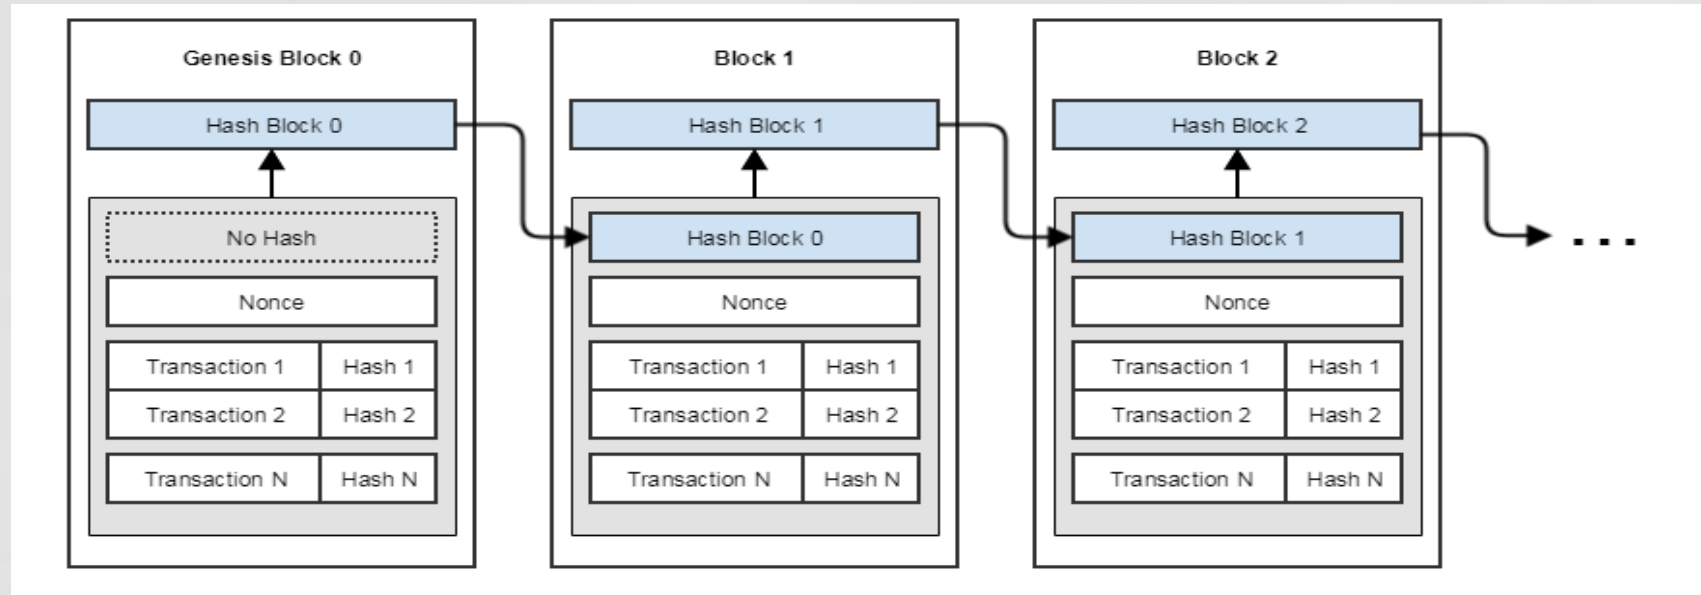 Genesis Block 0
Hash Block 0
No Hash
Nonce
Transaction 1 Hash 1
Transaction 2 Hash 2
Transaction N Hash N
Block 1
Hash Block 1
Hash Block 0
Nonce
Transaction 1 Hash 1
Transaction 2 Hash 2
Transaction N Hash N
Block 2
Hash Block 2
Hash Block 1
Nonce
Transaction 1 Hash 1
Transaction 2 Hash 2
Transaction N Hash N
...